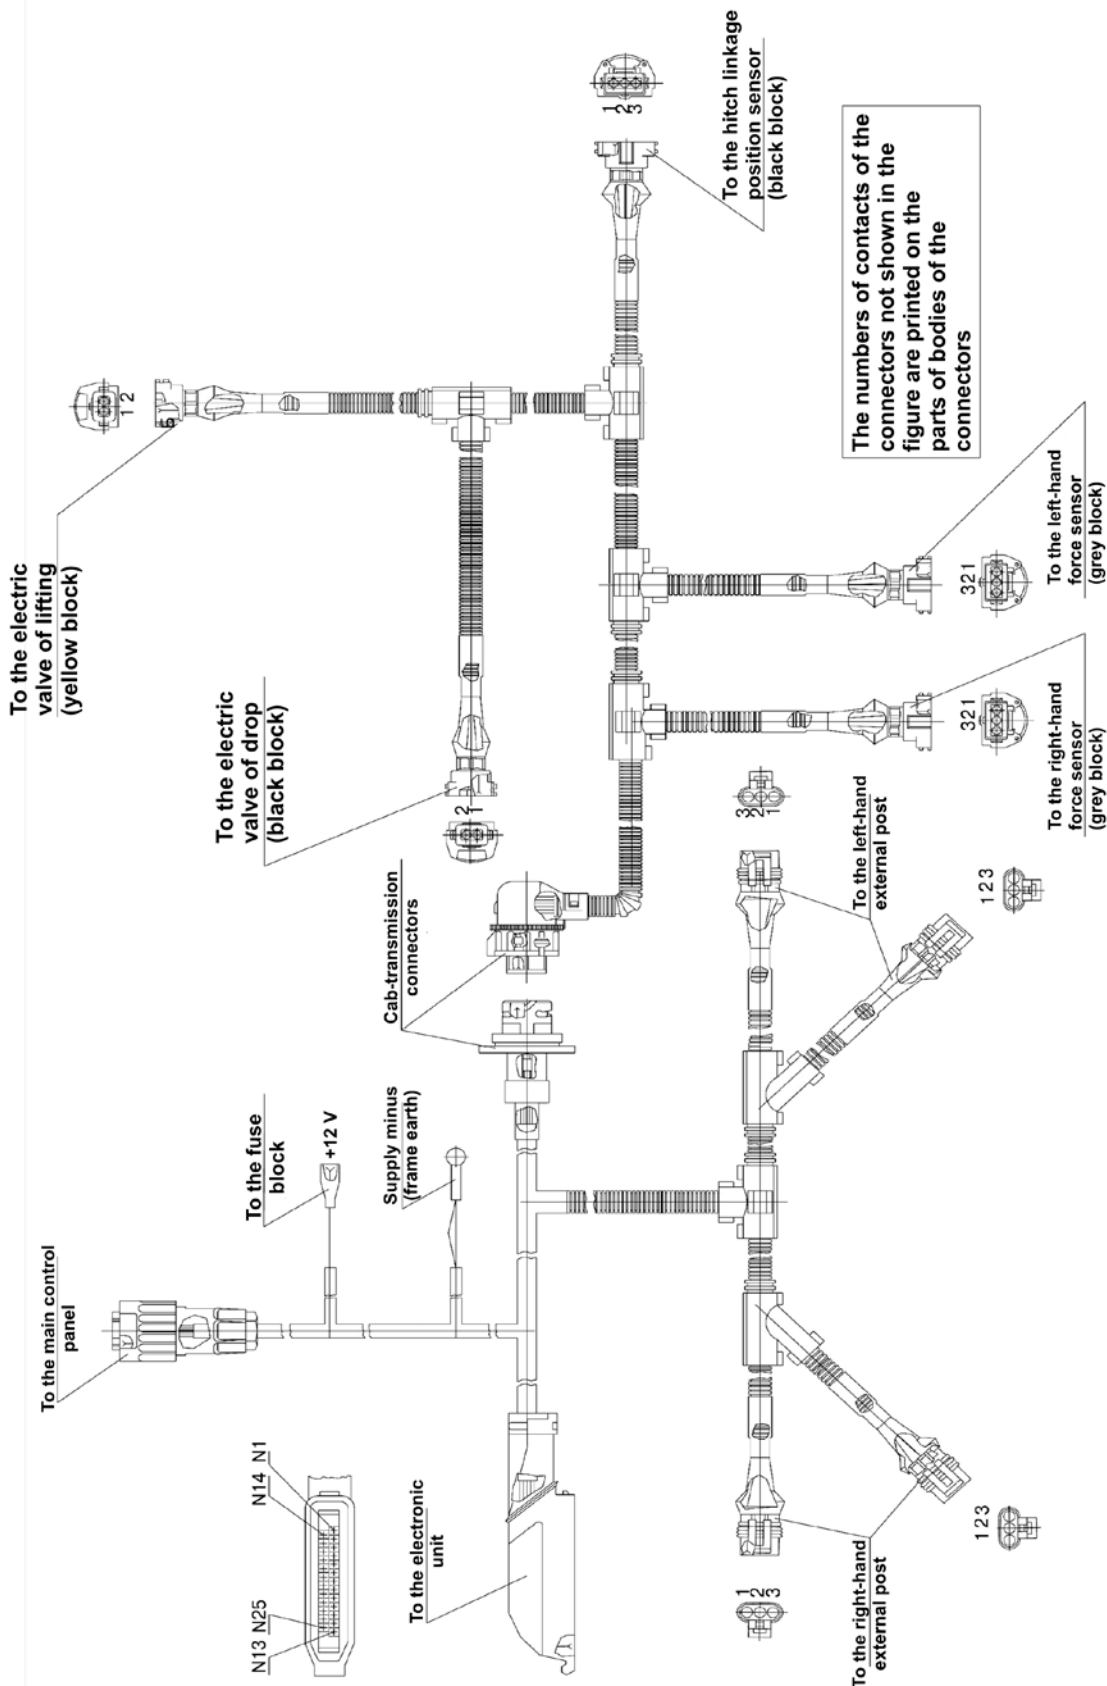 To the electric
valve of lifting
(yellow block)
1 2
To the hitch linkage
position sensor
(black block)
1
2
3
To the electric
valve of drop
(black block)
2
1
The numbers of contacts of the
connectors not shown in the
figure are printed on the
parts of bodies of the
connectors
To the left-hand
force sensor
(grey block)
321
To the right-hand
force sensor
(grey block)
321
Cab-transmission
connectors
To the left-hand
external post
3
2
1
1 2 3
To the fuse
block
+12 V
Supply minus
(frame earth)
To the main control
panel
N14 N1
N13 N25
To the electronic
unit
To the right-hand
external post
1
2
3
1 2 3